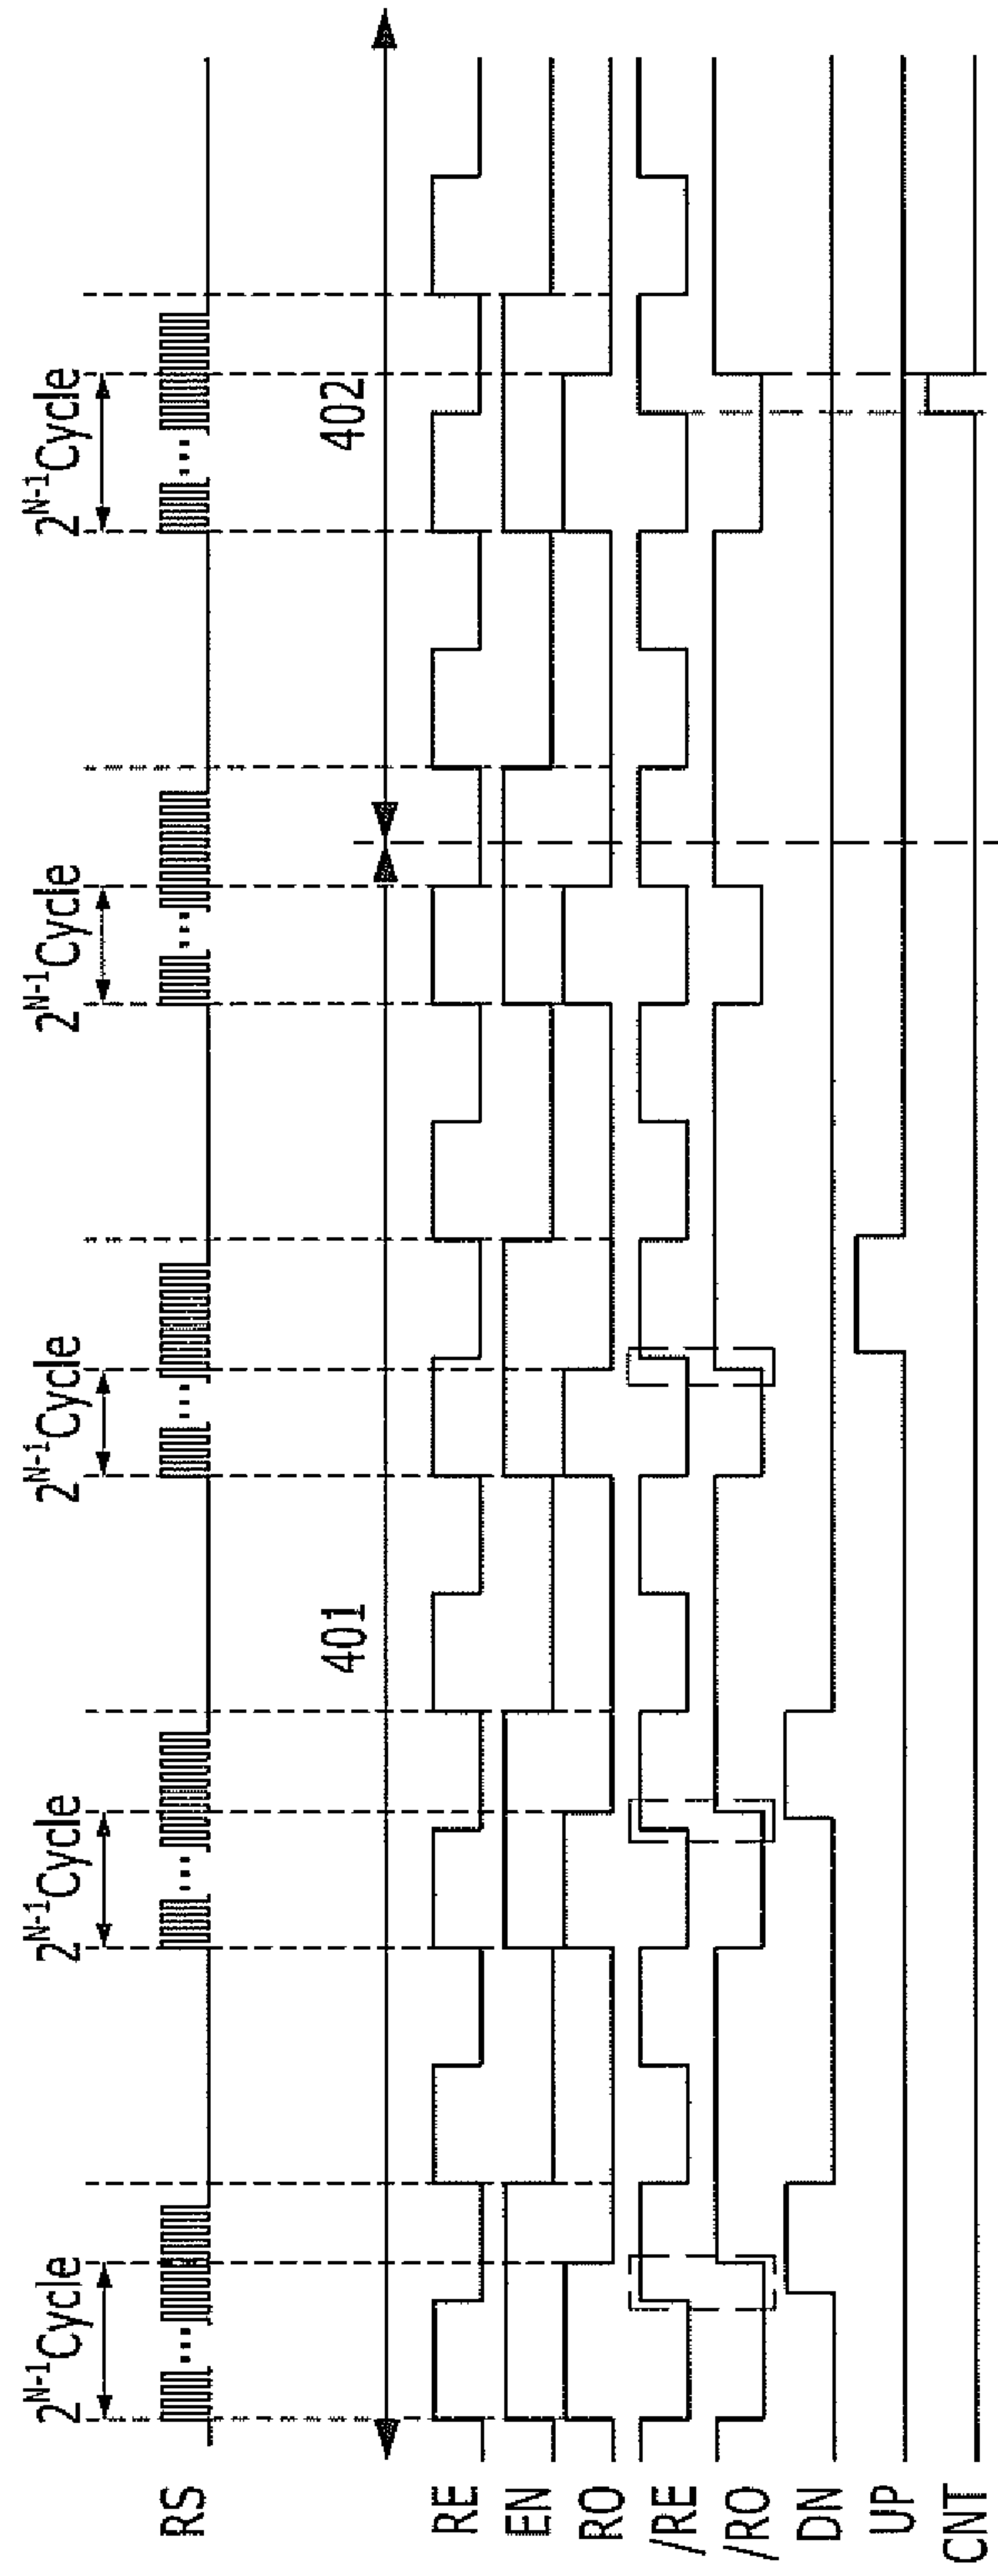 2^{N-1}Cycle
2^{N-1}Cycle
2^{N-1}Cycle
2^{N-1}Cycle
2^{N-1}Cycle
RS
401
402
RE
EN
RO
/RE
/RO
DN
UP
CNT